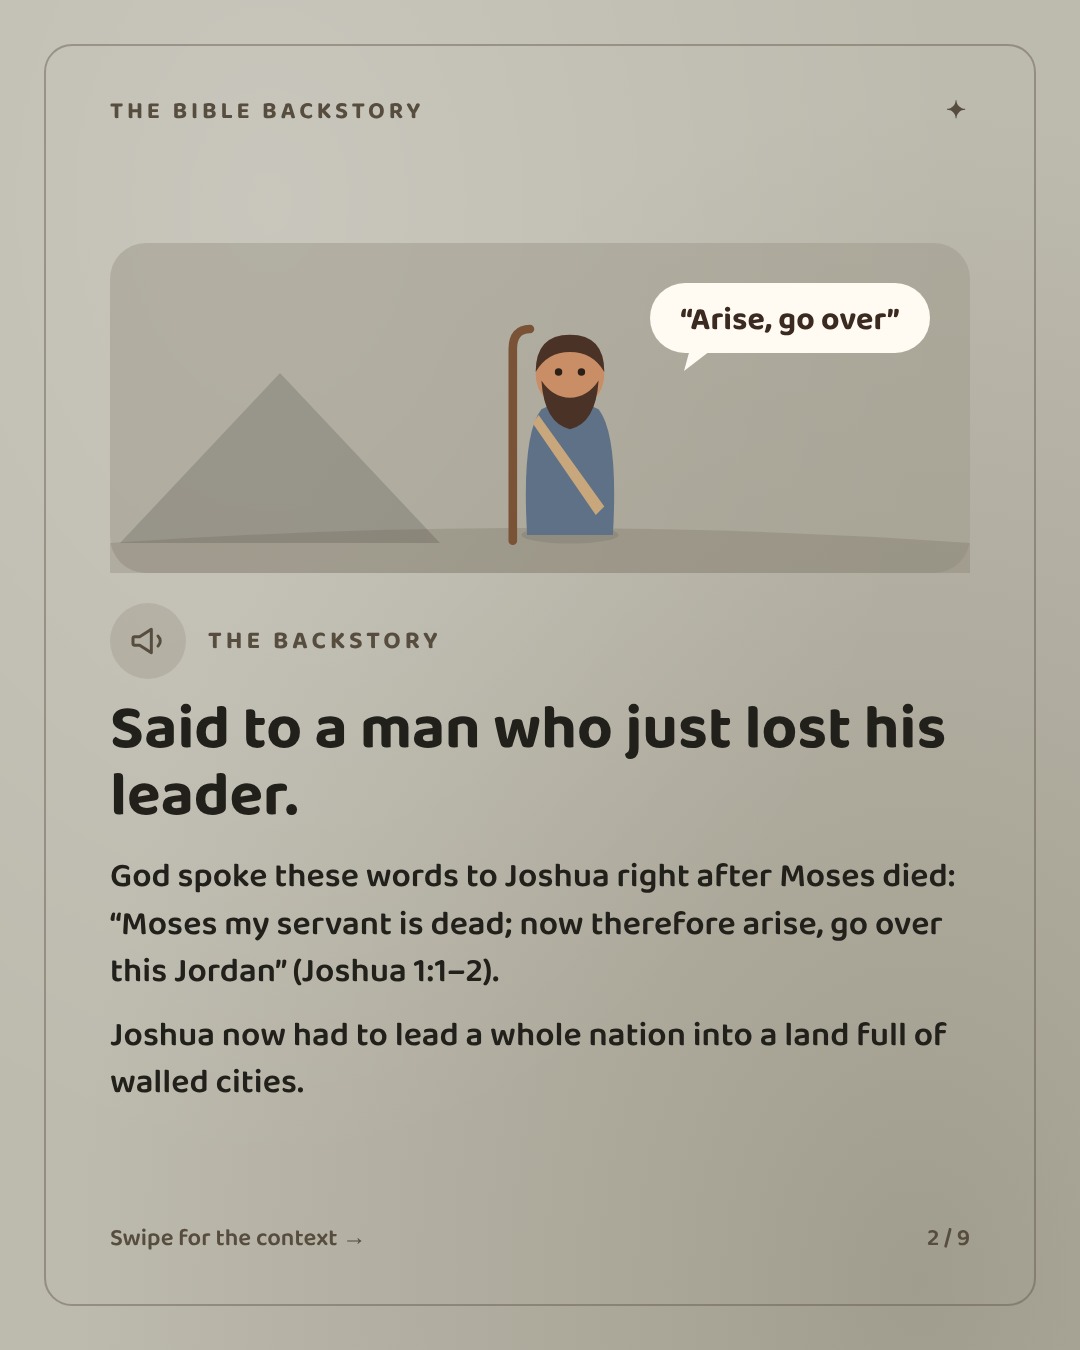 THE BIBLE BACKSTORY ✦
“Arise, go over”
THE BACKSTORY
Said to a man who just lost his
leader.
God spoke these words to Joshua right after Moses died:
“Moses my servant is dead; now therefore arise, go over
this Jordan” (Joshua 1:1–2).
Joshua now had to lead a whole nation into a land full of
walled cities.
Swipe for the context →
2 / 9